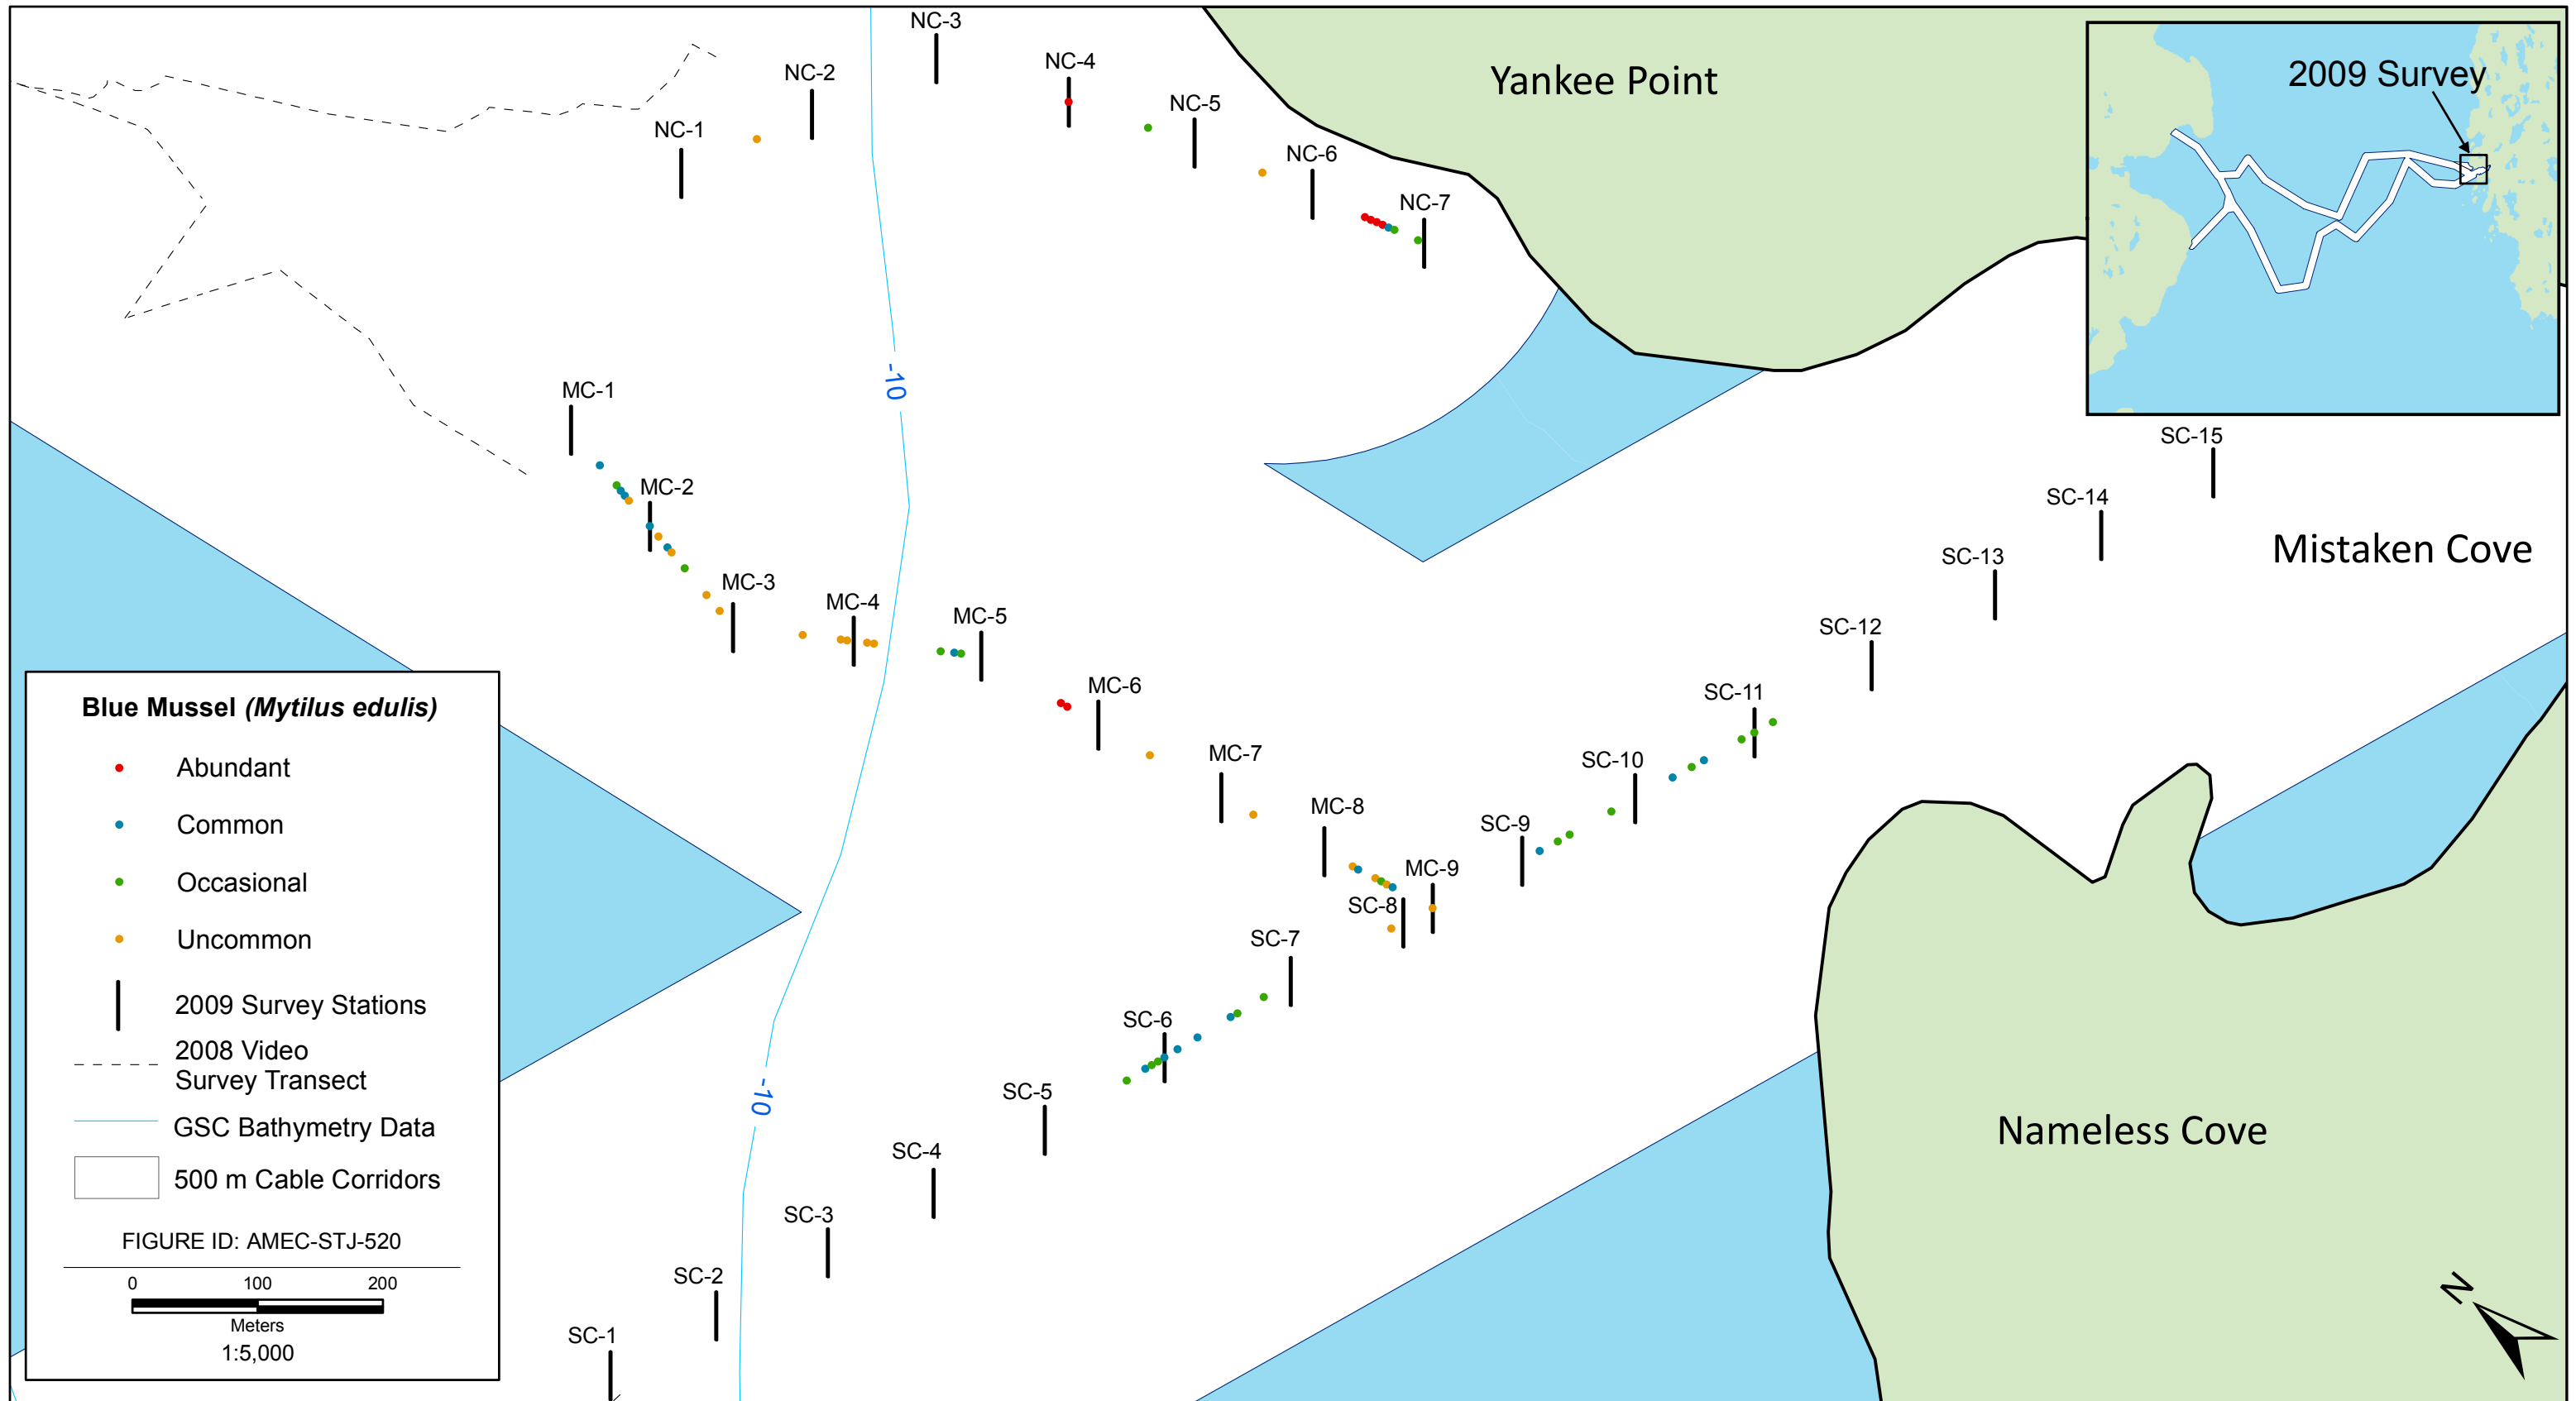 NC-3
NC-4
NC-2
NC-5
NC-1
NC-6
NC-7
Yankee Point
2009 Survey
-10
MC-1
MC-2
MC-3
MC-4
MC-5
MC-6
MC-7
MC-8
MC-9
SC-15
SC-14
SC-13
SC-12
SC-11
SC-10
SC-9
SC-8
SC-7
SC-6
SC-5
SC-4
SC-3
SC-2
SC-1
Mistaken Cove
Nameless Cove
-10
N
Blue Mussel (Mytilus edulis)
Abundant
Common
Occasional
Uncommon
2009 Survey Stations
2008 Video
Survey Transect
GSC Bathymetry Data
500 m Cable Corridors
FIGURE ID: AMEC-STJ-520
0 100 200
Meters
1:5,000